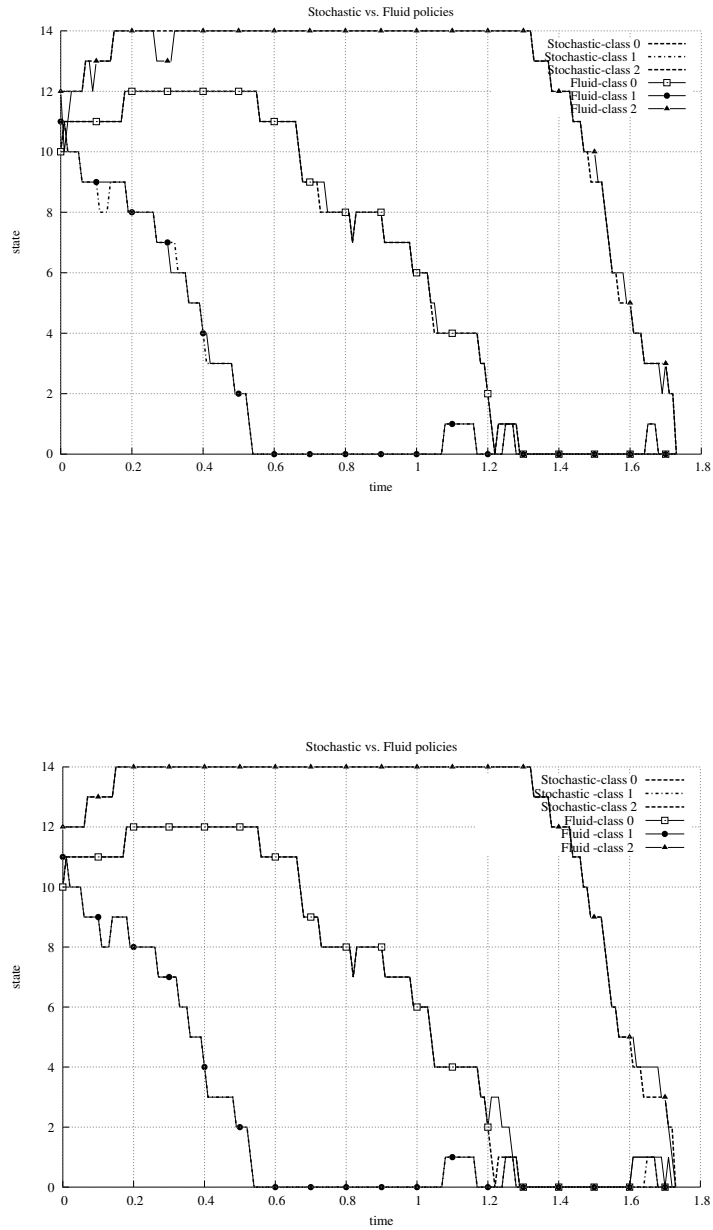 Stochastic vs. Fluid policies
14
12
10
8
6
4
2
0
state
Stochastic-class 0
Stochastic-class 1
Stochastic-class 2
Fluid-class 0
Fluid-class 1
Fluid-class 2
0 0.2 0.4 0.6 0.8 1 1.2 1.4 1.6 1.8
time
Stochastic vs. Fluid policies
14
12
10
8
6
4
2
0
state
Stochastic-class 0
Stochastic -class 1
Stochastic-class 2
Fluid-class 0
Fluid -class 1
Fluid -class 2
0 0.2 0.4 0.6 0.8 1 1.2 1.4 1.6 1.8
time